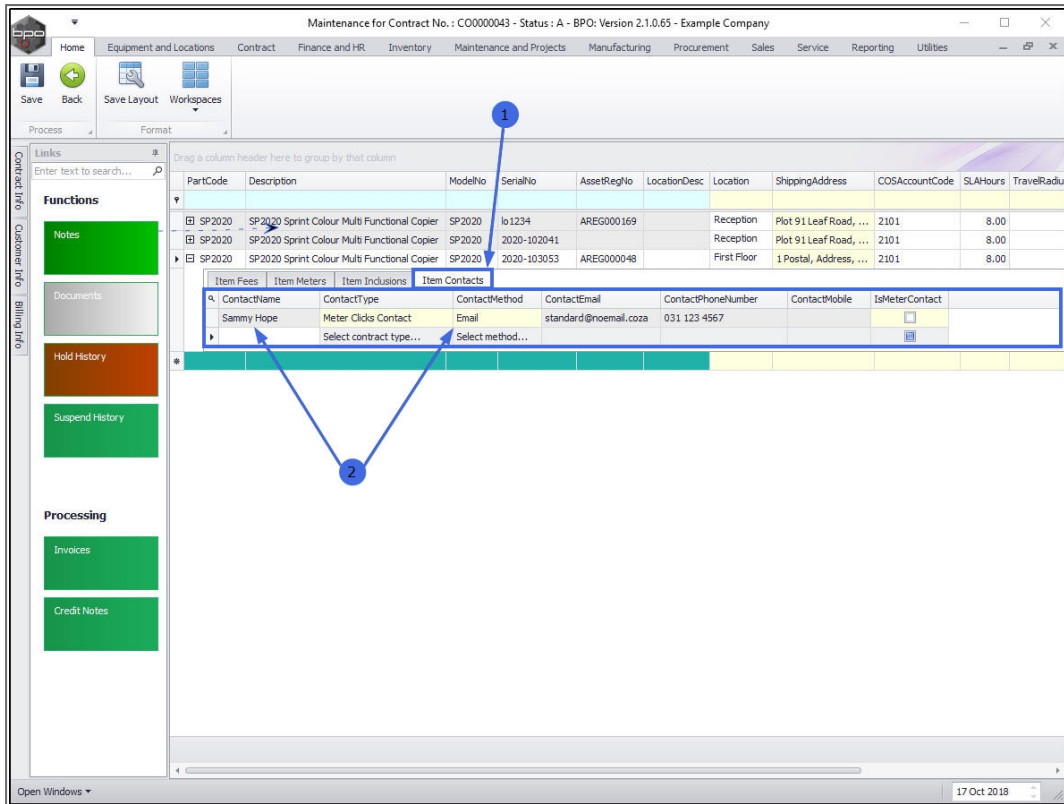 Maintenance for Contract No. : CO0000043 - Status : A - BPO: Version 2.1.0.65 - Example Company
bpo
Home Equipment and Locations Contract Finance and HR Inventory Maintenance and Projects Manufacturing Procurement Sales Service Reporting Utilities
Save Back Save Layout Workspaces
Process Format
1
Links
Enter text to search...
Contract Info
Customer Info
Billing Info
Functions
Notes
Documents
Hold History
Suspend History
Processing
Invoices
Credit Notes
Drag a column header here to group by that column
PartCode Description ModelNo SerialNo AssetRegNo LocationDesc Location ShippingAddress COSAccountCode SLAHours TravelRadiu
SP2020 SP2020 Sprint Colour Multi Functional Copier SP2020 lo1234 AREG000169 Reception Plot 91 Leaf Road, ... 2101 8.00
SP2020 SP2020 Sprint Colour Multi Functional Copier SP2020 2020-102041 Reception Plot 91 Leaf Road, ... 2101 8.00
SP2020 SP2020 Sprint Colour Multi Functional Copier SP2020 2020-103053 AREG000048 First Floor 1 Postal, Address, ... 2101 8.00
Item Fees Item Meters Item Inclusions Item Contacts
ContactName ContactType ContactMethod ContactEmail ContactPhoneNumber ContactMobile IsMeterContact
Sammy Hope Meter Clicks Contact Email standard@noemail.coza 031 123 4567
Select contract type... Select method...
2
Open Windows 17 Oct 2018